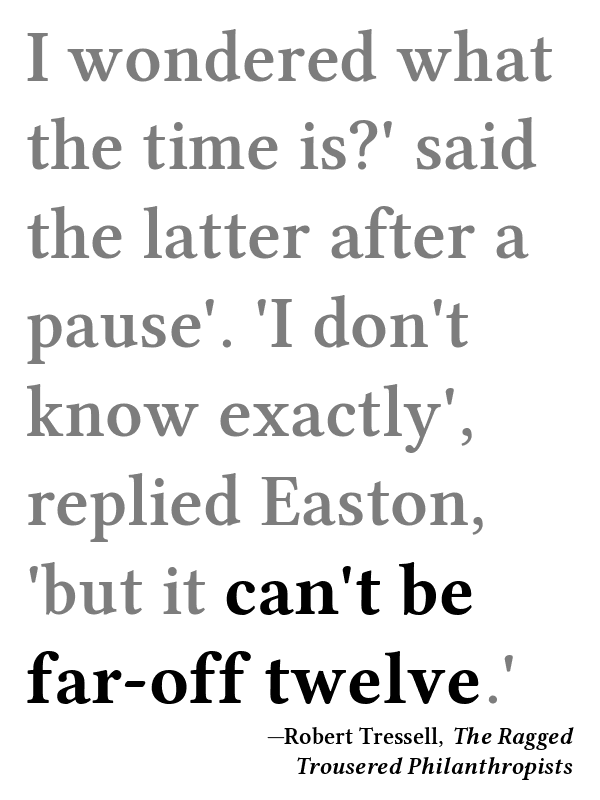 I wondered what
the time is?' said
the latter after a
pause'. 'I don't
know exactly',
replied Easton,
'but it can't be
far-off twelve.'
—Robert Tressell, The Ragged
Trousered Philanthropists